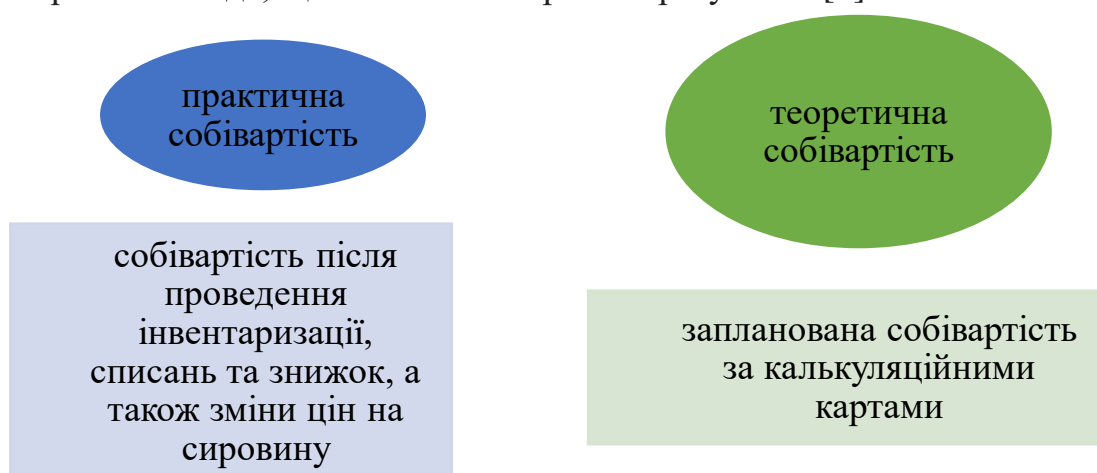 практична
собівартість
теоретична
собівартість
собівартість після
проведення
інвентаризації,
списань та знижок, а
також зміни цін на
сировину
запланована собівартість
за калькуляційними
картами